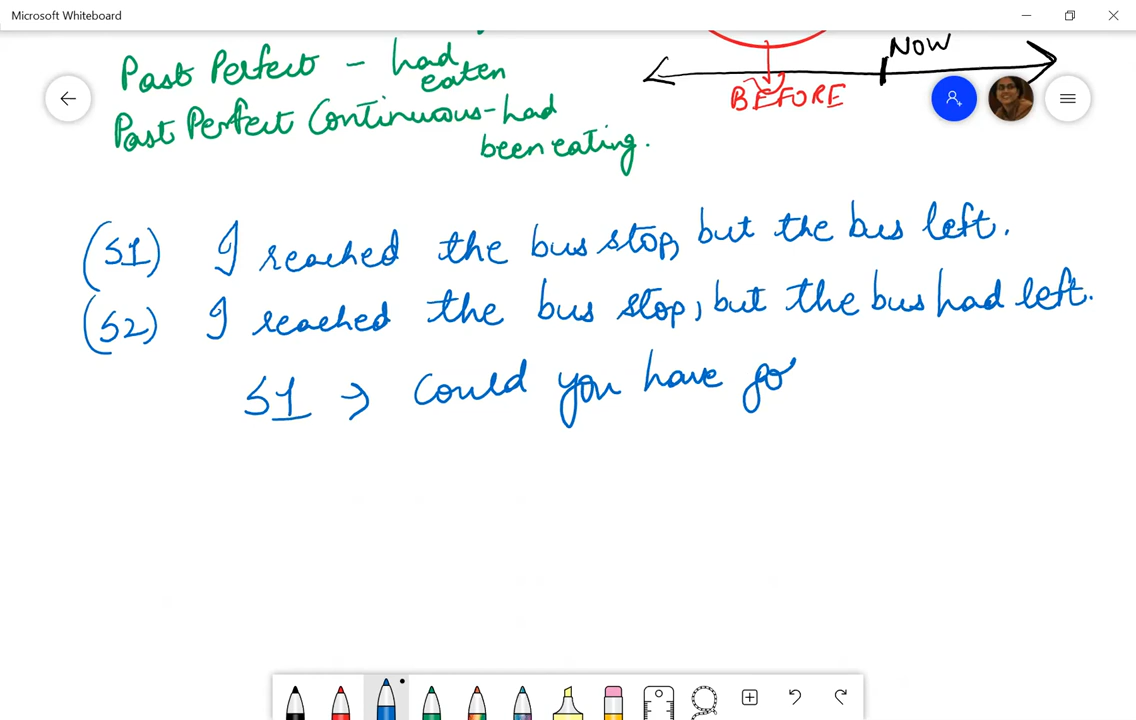 Microsoft Whiteboard
Past Perfect - had eaten
Past Perfect Continuous - had been eating.
NOW
BEFORE
(S1) I reached the bus stop, but the bus left.
(S2) I reached the bus stop, but the bus had left.
S1 → Could you have go